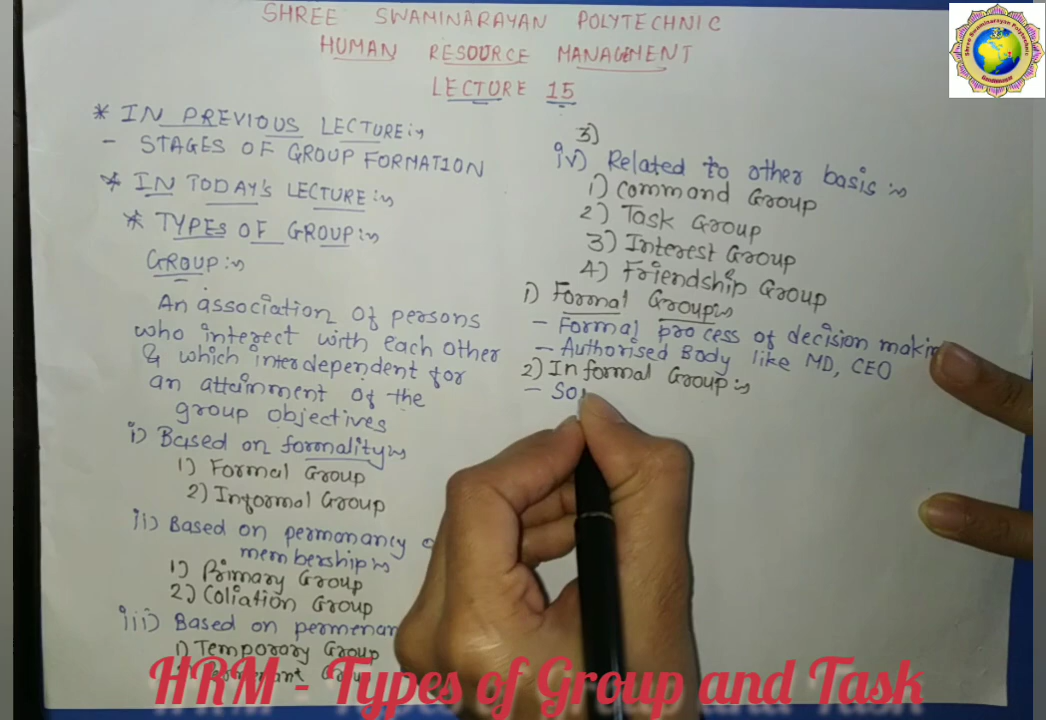 SHREE SWAMINARAYAN POLYTECHNIC
HUMAN RESOURCE MANAGEMENT
LECTURE 15
* IN PREVIOUS LECTURE :~
- STAGES OF GROUP FORMATION
* IN TODAY'S LECTURE :~
* TYPES OF GROUP :~
GROUP :~
An association of persons
who interect with each other
& which interdependent for
an attainment of the
group objectives
i) Based on formality :~
1) Formal Group
2) Informal Group
ii) Based on permonancy
membership :~
1) Primary Group
2) Coliation Group
iii) Based on permenan
1) Temporary Group
3)
iv) Related to other basis :~
1) Command Group
2) Task Group
3) Interest Group
4) Friendship Group
1) Formal Group :~
- Formal process of decision makin
- Authorised Body like MD, CEO
2) Informal Group :~
- So
HRM - Types of Group and Task
Shree Swaminarayan Polytechnic